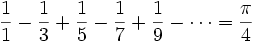 1/1 − 1/3 + 1/5 − 1/7 + 1/9 − ⋯ = π/4